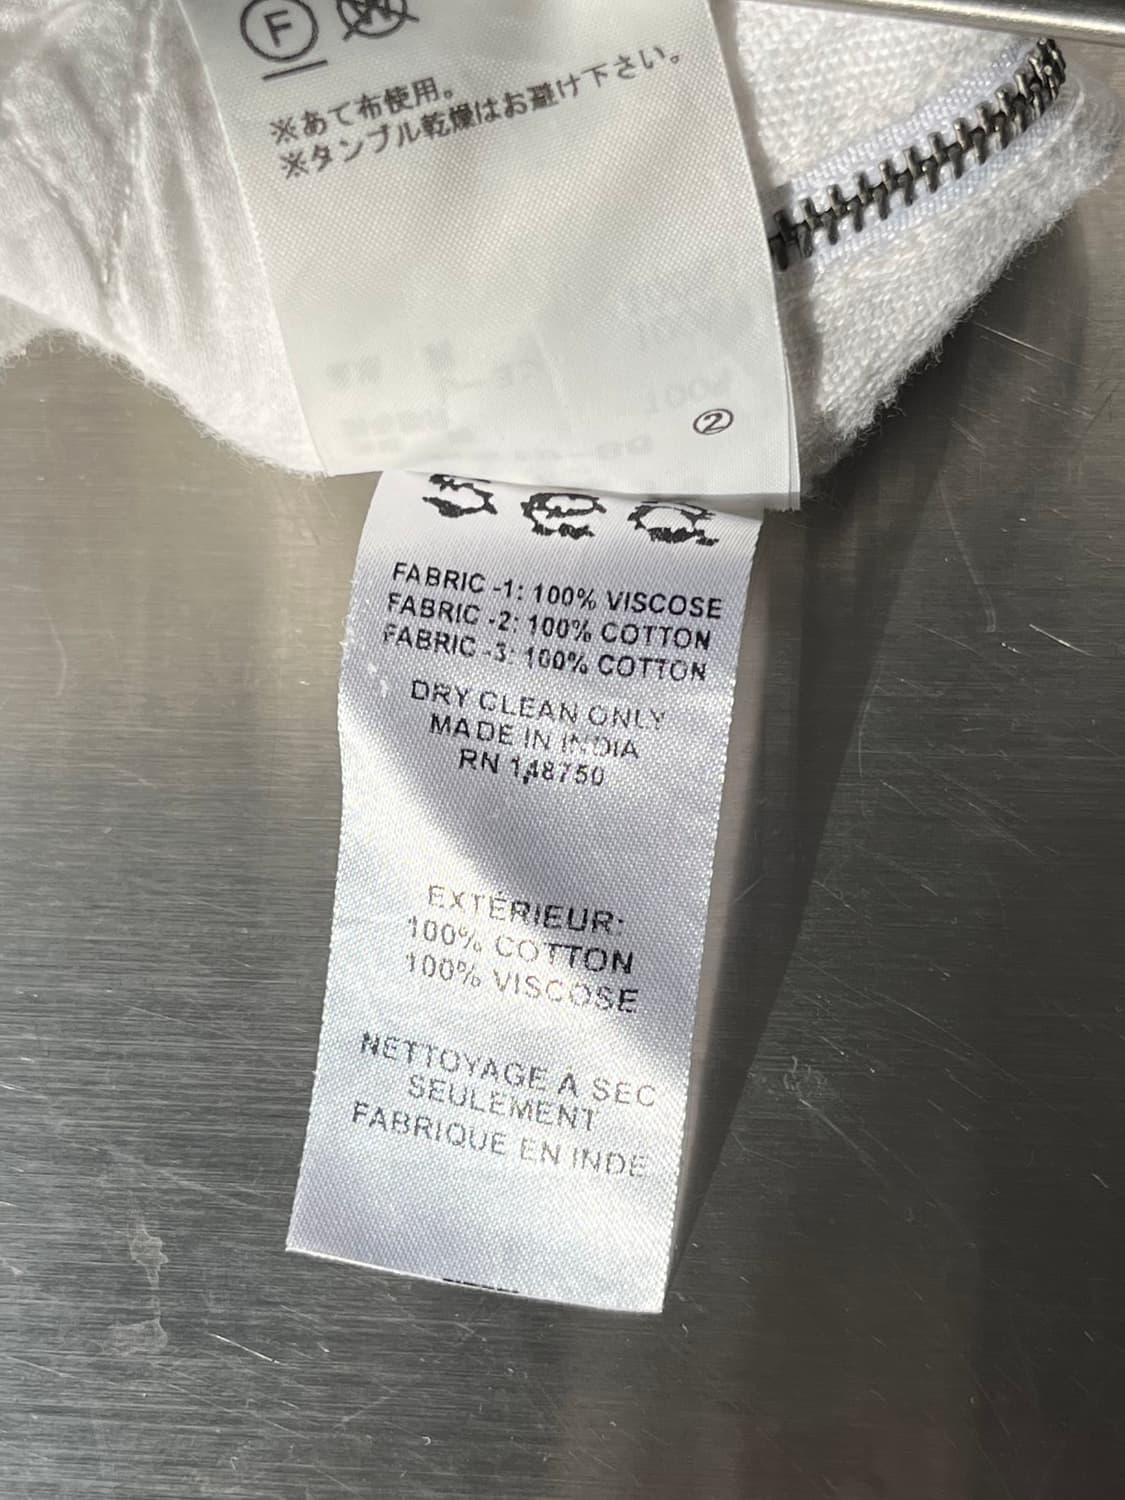 F W
※あて布使用。
※タンブル乾燥はお避け下さい。
②
sea
FABRIC -1: 100% VISCOSE
FABRIC -2: 100% COTTON
FABRIC -3: 100% COTTON
DRY CLEAN ONLY
MADE IN INDIA
RN 148750
EXTÉRIEUR:
100% COTTON
100% VISCOSE
NETTOYAGE A SEC
SEULEMENT
FABRIQUE EN INDE